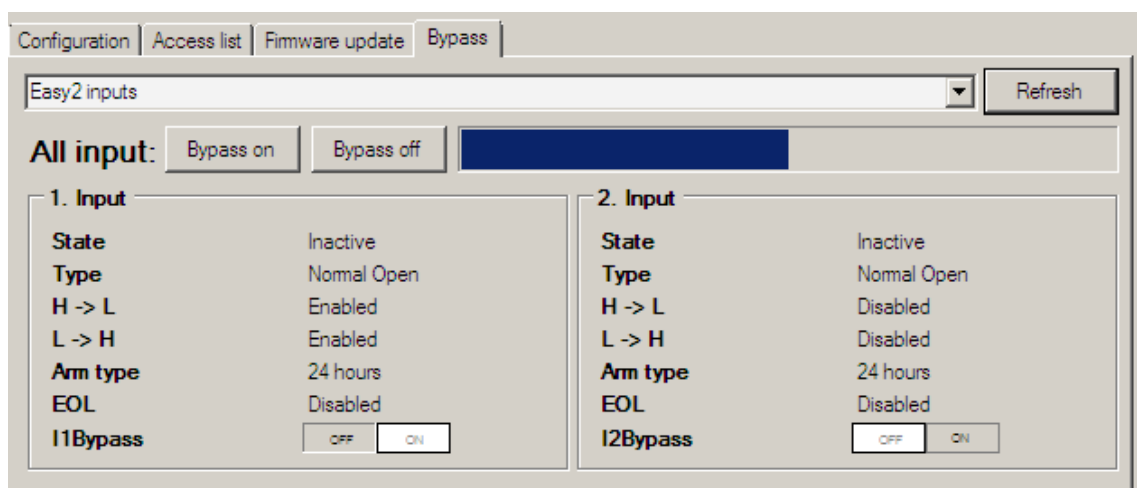 Configuration Access list Firmware update Bypass
Easy2 inputs Refresh
All input: Bypass on Bypass off
1. Input
State Inactive
Type Normal Open
H -> L Enabled
L -> H Enabled
Arm type 24 hours
EOL Disabled
I1Bypass OFF ON
2. Input
State Inactive
Type Normal Open
H -> L Disabled
L -> H Disabled
Arm type 24 hours
EOL Disabled
I2Bypass OFF ON